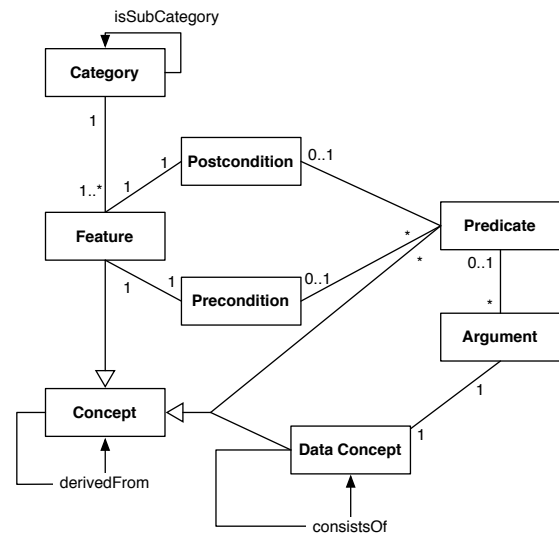 isSubCategory
Category
1
1..*
1
1
Postcondition
0..1
Feature
Predicate
*
*
0..1
1
1
Precondition
0..1
*
Argument
1
1
Concept
Data Concept
derivedFrom
consistsOf